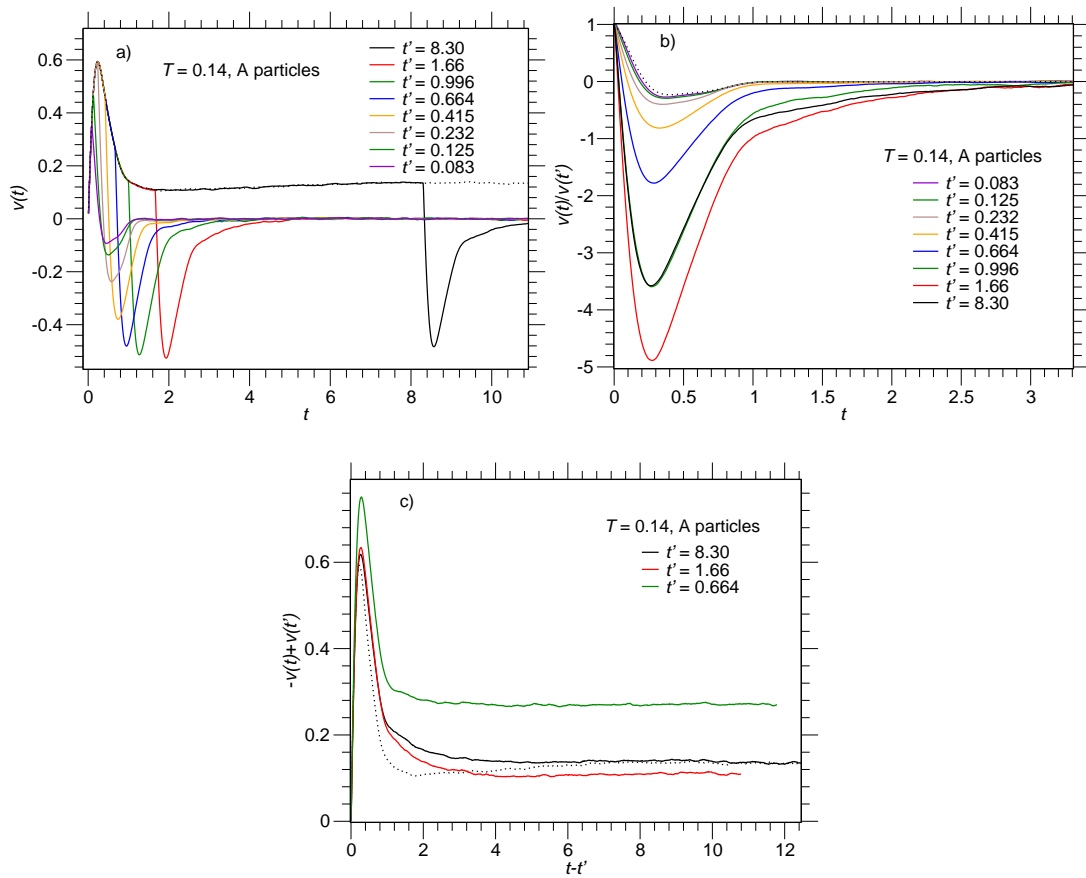 a)
T = 0.14, A particles
t' = 8.30
t' = 1.66
t' = 0.996
t' = 0.664
t' = 0.415
t' = 0.232
t' = 0.125
t' = 0.083
0.6
0.4
0.2
0
-0.2
-0.4
v(t)
0 2 4 6 8 10
t
b)
T = 0.14, A particles
t' = 0.083
t' = 0.125
t' = 0.232
t' = 0.415
t' = 0.664
t' = 0.996
t' = 1.66
t' = 8.30
1
0
-1
-2
-3
-4
-5
v(t)/v(t')
0 0.5 1 1.5 2 2.5 3
t
c)
T = 0.14, A particles
t' = 8.30
t' = 1.66
t' = 0.664
0.6
0.4
0.2
0
-v(t)+v(t')
0 2 4 6 8 10 12
t-t'